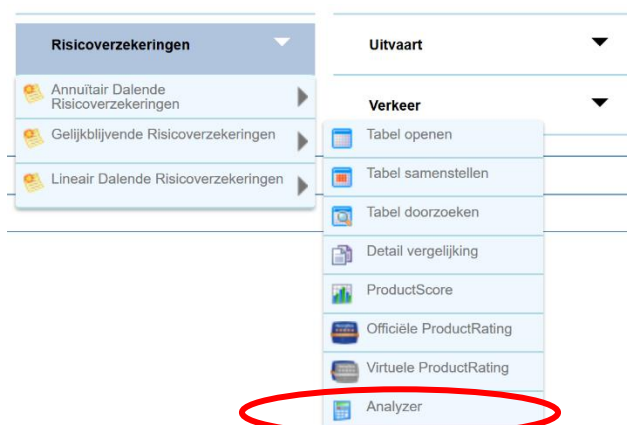 Risicoverzekeringen
Annuïtair Dalende
Risicoverzekeringen
Gelijkblijvende Risicoverzekeringen
Lineair Dalende Risicoverzekeringen
Uitvaart
Verkeer
Tabel openen
Tabel samenstellen
Tabel doorzoeken
Detail vergelijking
ProductScore
Officiële ProductRating
Virtuele ProductRating
Analyzer